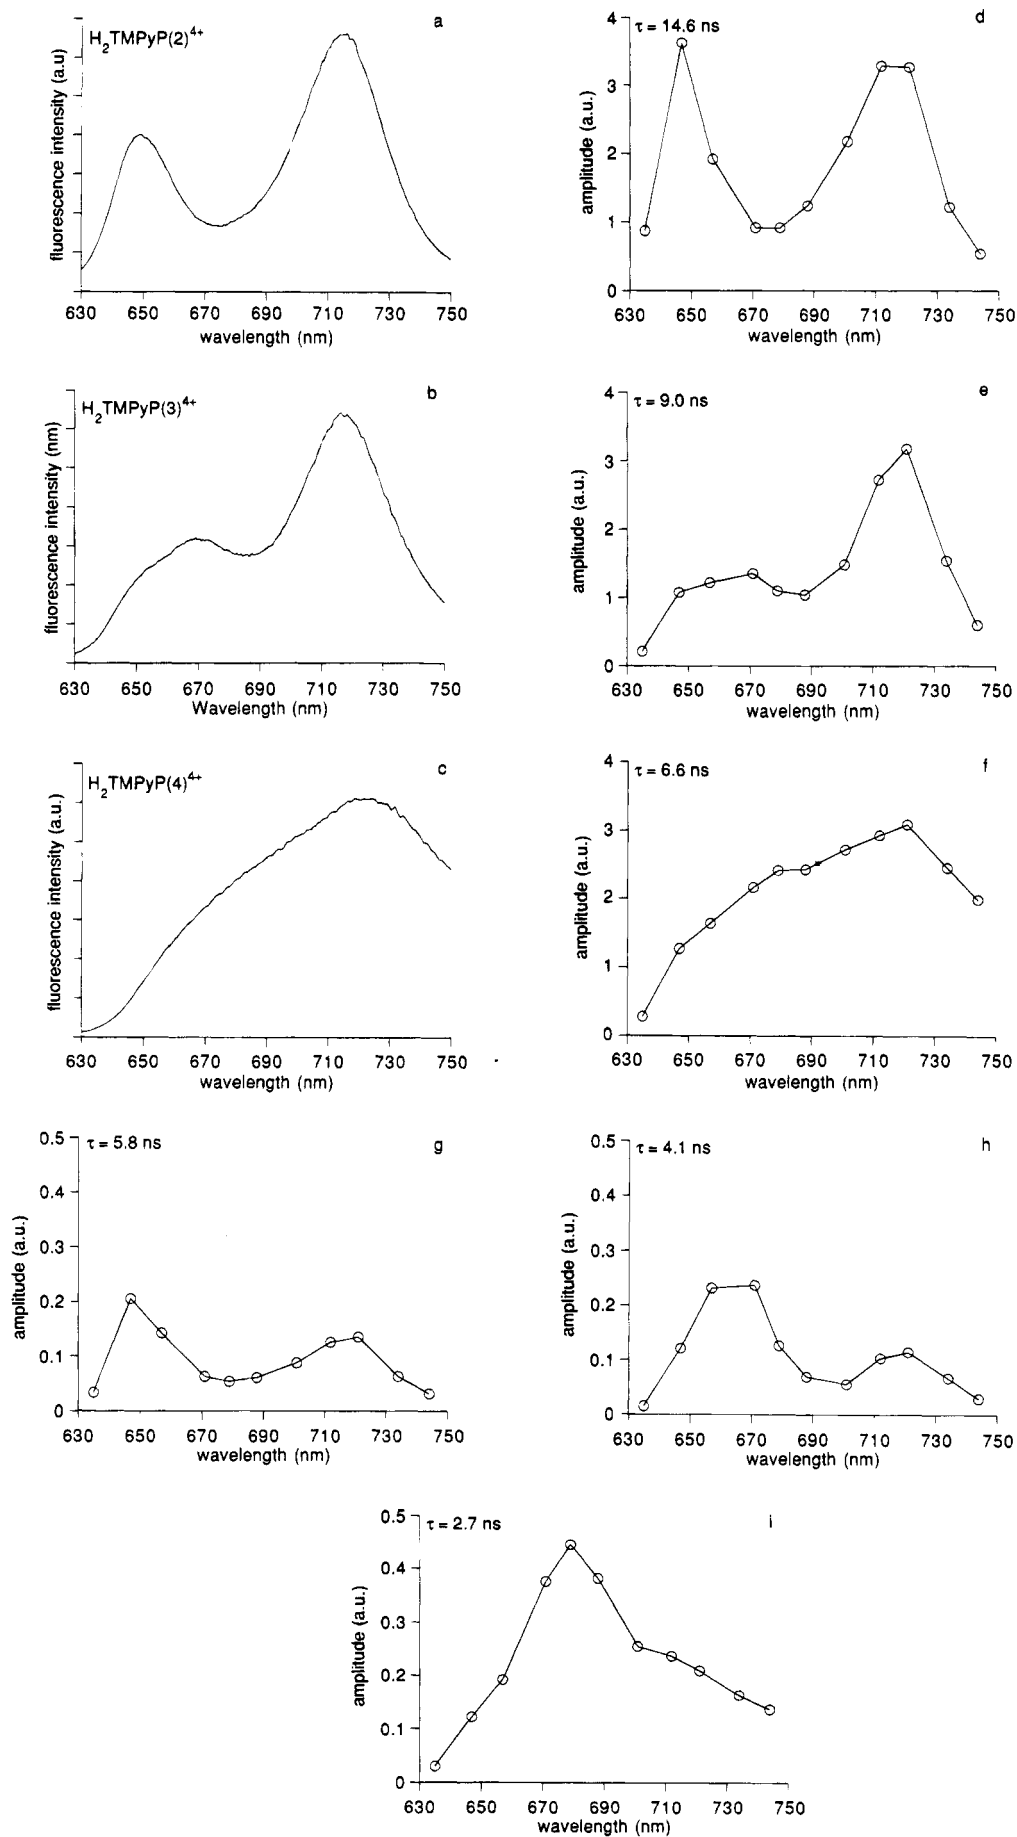 a
H2TMPyP(2)4+
fluorescence intensity (a.u)
630 650 670 690 710 730 750
wavelength (nm)
d
τ = 14.6 ns
amplitude (a.u.)
4
3
2
1
0
630 650 670 690 710 730 750
wavelength (nm)
b
H2TMPyP(3)4+
fluorescence intensity (nm)
630 650 670 690 710 730 750
Wavelength (nm)
e
τ = 9.0 ns
amplitude (a.u.)
4
3
2
1
0
630 650 670 690 710 730 750
wavelength (nm)
c
H2TMPyP(4)4+
fluorescence intensity (a.u.)
630 650 670 690 710 730 750
wavelength (nm)
f
τ = 6.6 ns
amplitude (a.u.)
4
3
2
1
0
630 650 670 690 710 730 750
wavelength (nm)
g
τ = 5.8 ns
amplitude (a.u.)
0.5
0.4
0.3
0.2
0.1
0
630 650 670 690 710 730 750
wavelength (nm)
h
τ = 4.1 ns
amplitude (a.u.)
0.5
0.4
0.3
0.2
0.1
0
630 650 670 690 710 730 750
wavelength (nm)
i
τ = 2.7 ns
amplitude (a.u.)
0.5
0.4
0.3
0.2
0.1
0
630 650 670 690 710 730 750
wavelength (nm)